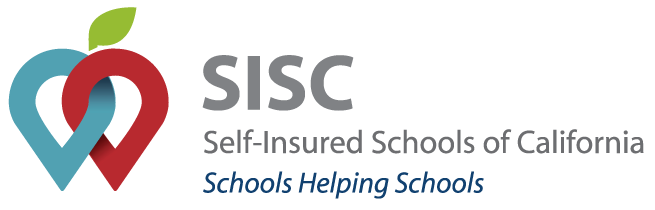 SISC
Self-Insured Schools of California
Schools Helping Schools